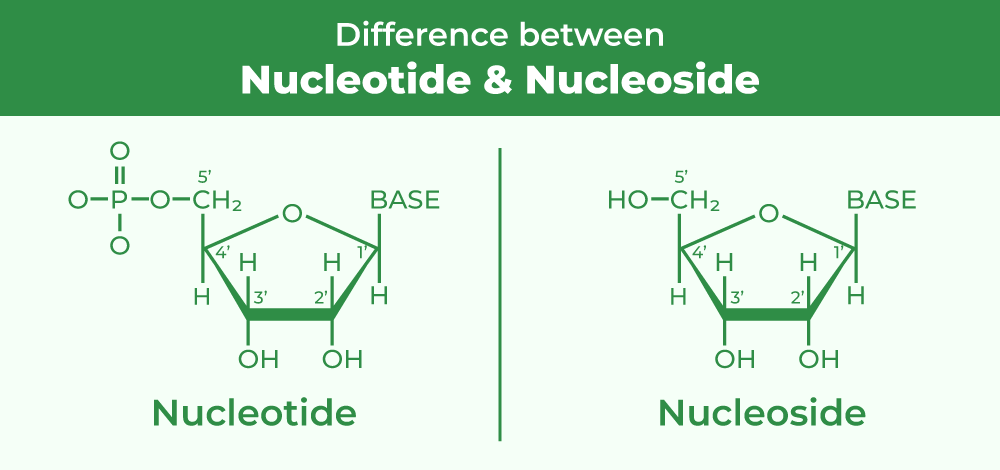 Difference between
Nucleotide & Nucleoside
O
5'
O P O CH₂ O BASE
O
4' 1'
H H
H 3' 2' H
OH OH
Nucleotide
5'
HO CH₂ O BASE
4' 1'
H H
H 3' 2' H
OH OH
Nucleoside